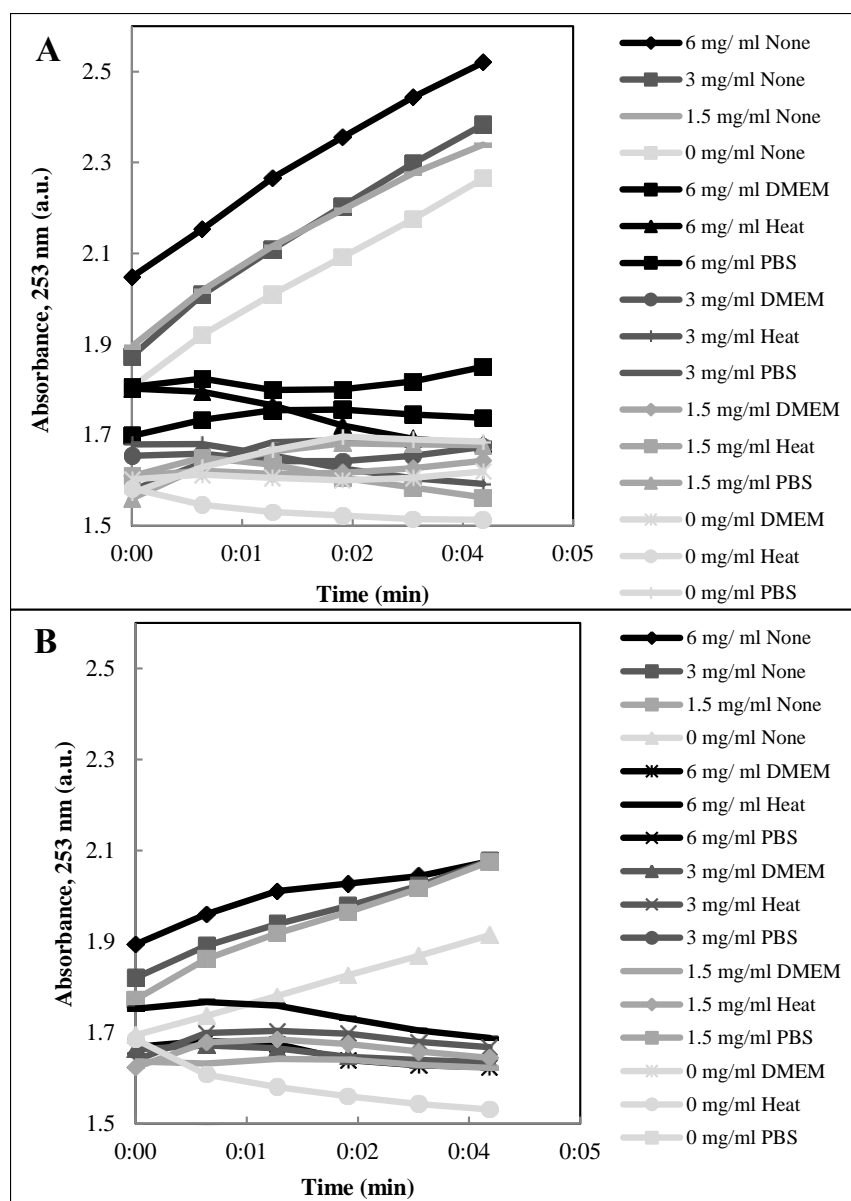 A
Absorbance, 253 nm (a.u.)
2.5
2.3
2.1
1.9
1.7
1.5
0:00 0:01 0:02 0:04 0:05
Time (min)
6 mg/ ml None
3 mg/ml None
1.5 mg/ml None
0 mg/ml None
6 mg/ ml DMEM
6 mg/ ml Heat
6 mg/ml PBS
3 mg/ml DMEM
3 mg/ml Heat
3 mg/ml PBS
1.5 mg/ml DMEM
1.5 mg/ml Heat
1.5 mg/ml PBS
0 mg/ml DMEM
0 mg/ml Heat
0 mg/ml PBS
B
Absorbance, 253 nm (a.u.)
2.5
2.3
2.1
1.9
1.7
1.5
0:00 0:01 0:02 0:04 0:05
Time (min)
6 mg/ ml None
3 mg/ml None
1.5 mg/ml None
0 mg/ml None
6 mg/ ml DMEM
6 mg/ ml Heat
6 mg/ml PBS
3 mg/ml DMEM
3 mg/ml Heat
3 mg/ml PBS
1.5 mg/ml DMEM
1.5 mg/ml Heat
1.5 mg/ml PBS
0 mg/ml DMEM
0 mg/ml Heat
0 mg/ml PBS